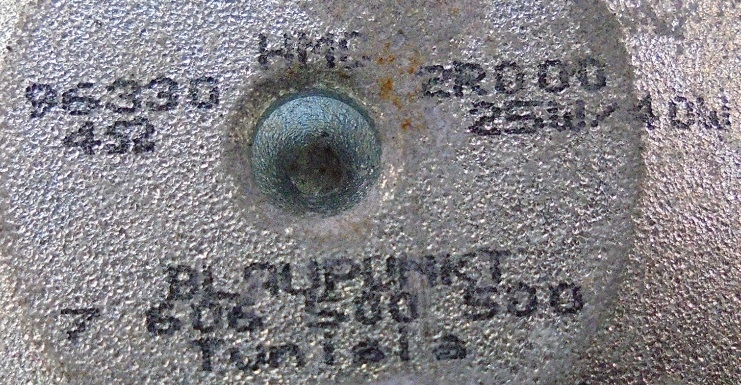 HMC
96330 2R000
4Ω 25W/40W
BLAUPUNKT
7 606 500 500
Tunisia